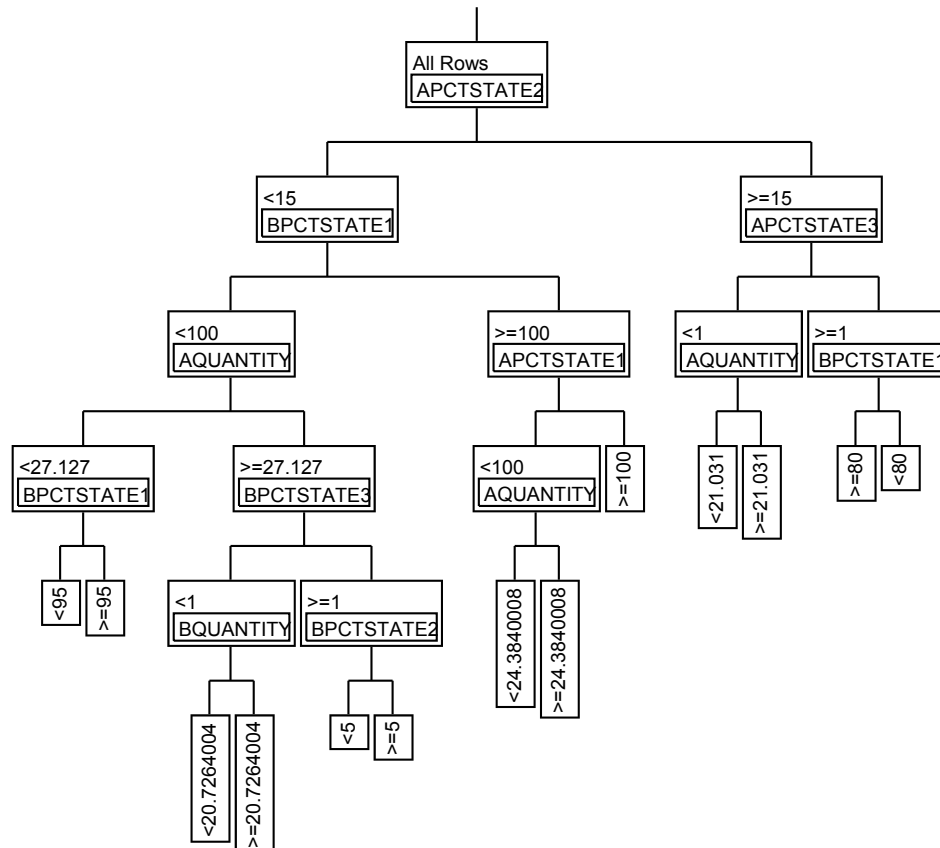 All Rows
APCTSTATE2
<15
BPCTSTATE1
>=15
APCTSTATE3
<100
AQUANTITY
>=100
APCTSTATE1
<1
AQUANTITY
>=1
BPCTSTATE1
<27.127
BPCTSTATE1
>=27.127
BPCTSTATE3
<100
AQUANTITY
>=100
<21.031
>=21.031
>=80
<80
<95
>=95
<1
BQUANTITY
>=1
BPCTSTATE2
<24.3840008
>=24.3840008
<20.7264004
>=20.7264004
<5
>=5